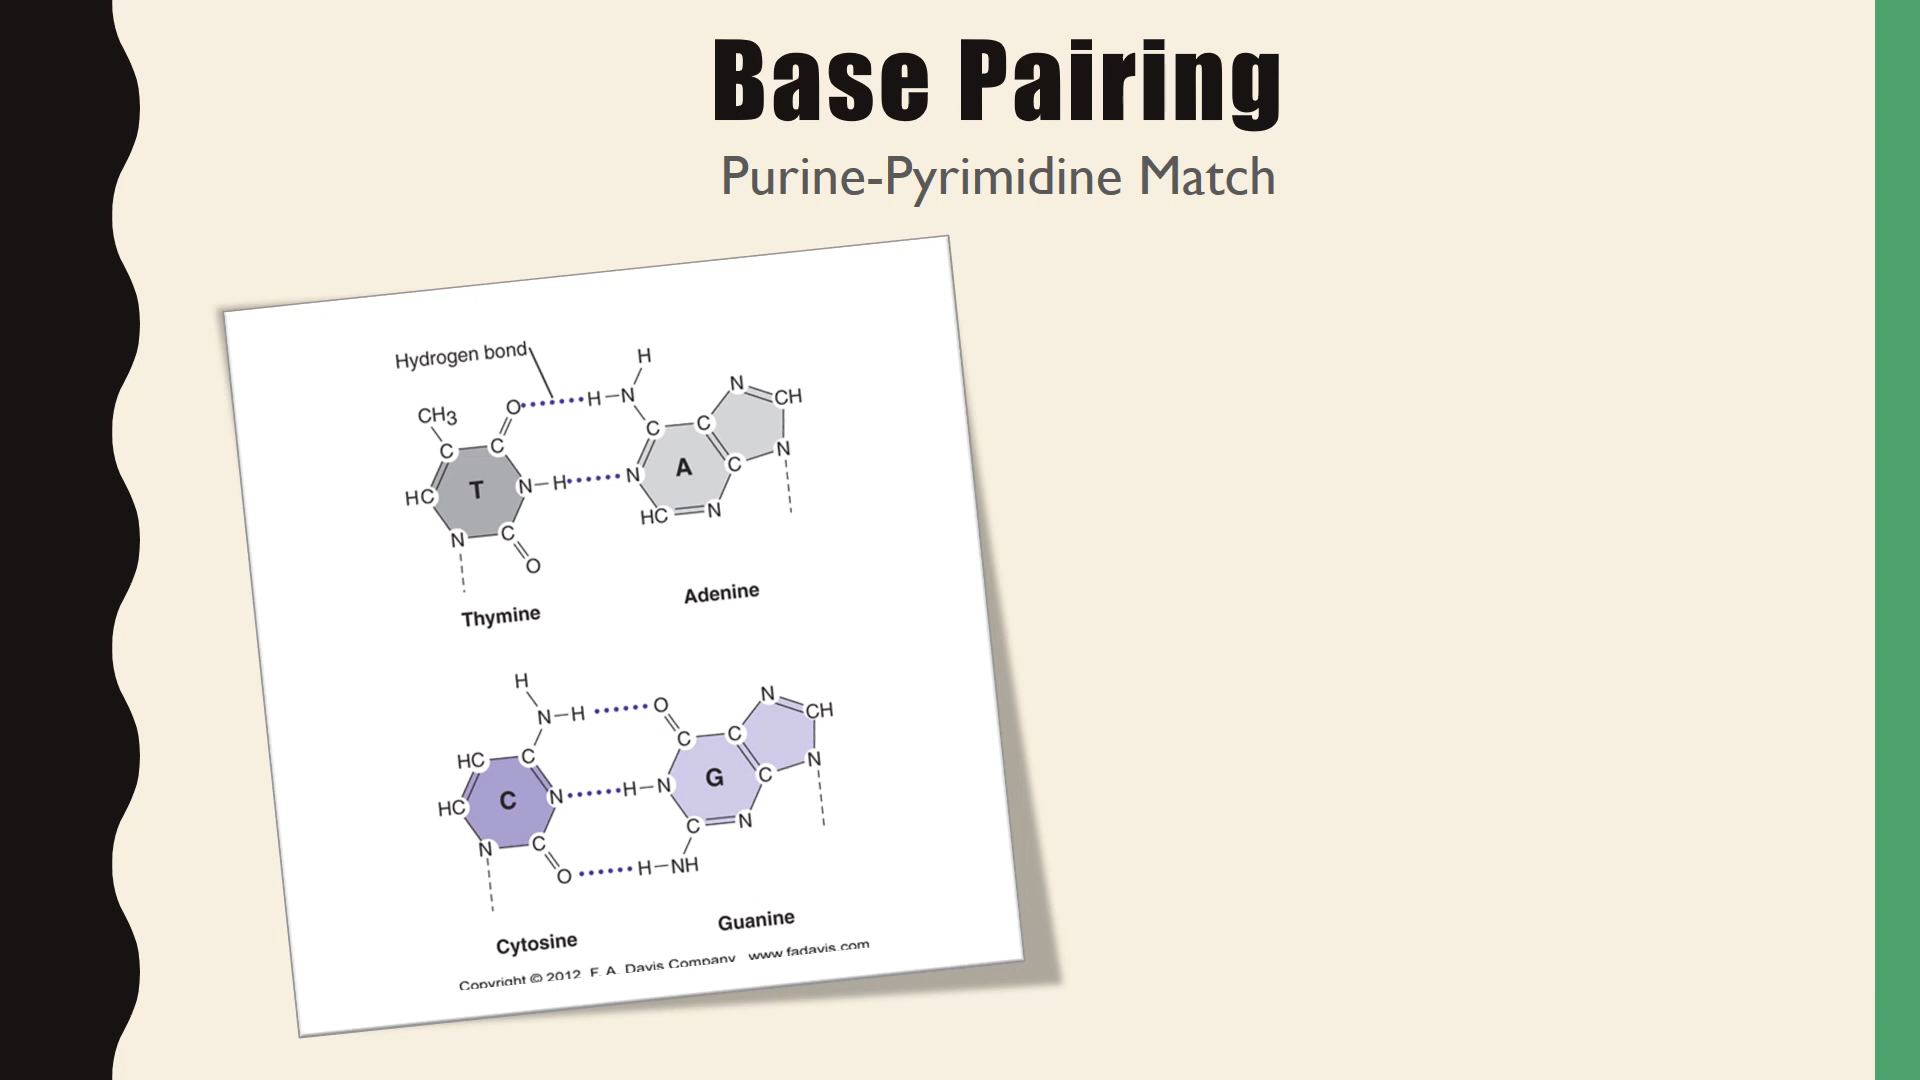 Base Pairing
Purine-Pyrimidine Match
Hydrogen bond
H
N CH
O H–N
CH3
C C
C C
N
A
C
T
N–H N
HC
HC N
N C
O
Adenine
Thymine
H
N CH
O
N–H
C C
HC C
N
G
C
H–N
C
N
HC
C N
N C
H–NH
O
Guanine
Cytosine
Copyright © 2012 F. A. Davis Company www.fadavis.com